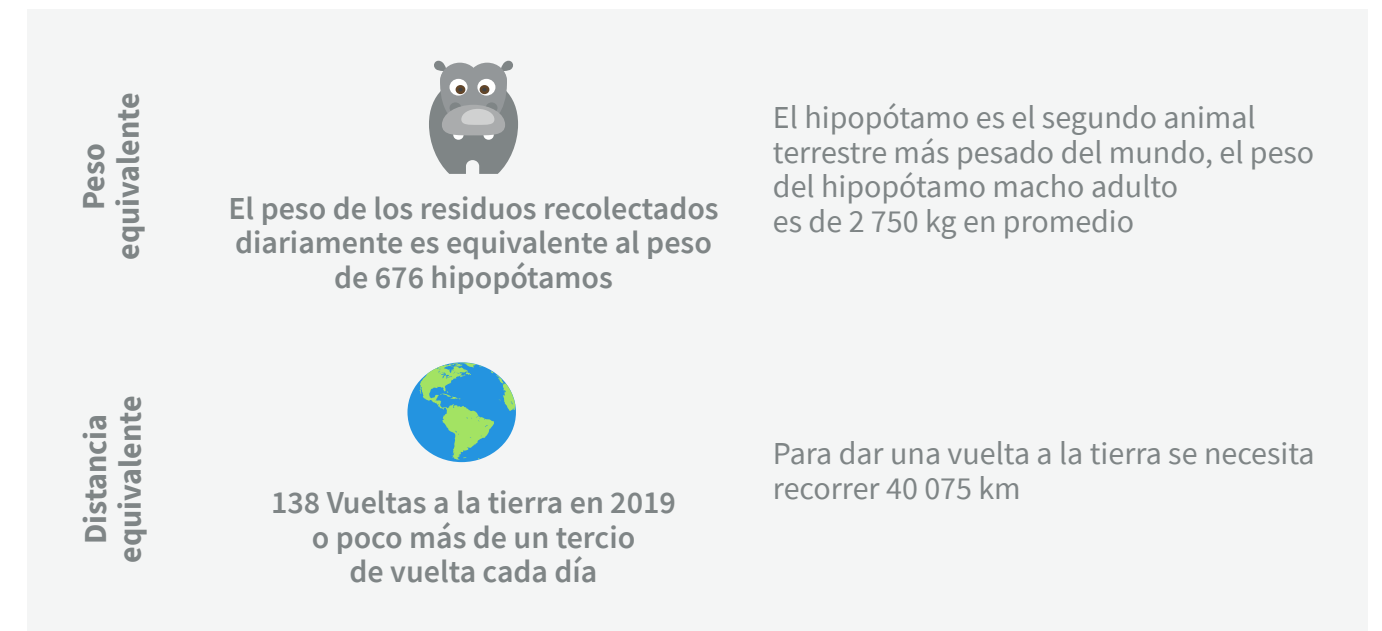 Peso
equivalente
El peso de los residuos recolectados
diariamente es equivalente al peso
de 676 hipopótamos
El hipopótamo es el segundo animal
terrestre más pesado del mundo, el peso
del hipopótamo macho adulto
es de 2 750 kg en promedio
Distancia
equivalente
138 Vueltas a la tierra en 2019
o poco más de un tercio
de vuelta cada día
Para dar una vuelta a la tierra se necesita
recorrer 40 075 km